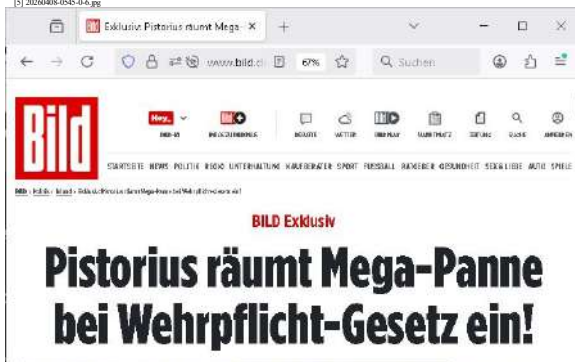 [5] 20260408-0545-0-6.jpg
Exklusiv: Pistorius räumt Mega-
www.bild.d
67%
Suchen
Bild
Hey_
STARTSEITE NEWS POLITIK REGIO UNTERHALTUNG KAUFBERATER SPORT FUSSBALL RATGEBER GESUNDHEIT SEX & LIEBE AUTO SPIELE
BILD Exklusiv
Pistorius räumt Mega-Panne
bei Wehrpflicht-Gesetz ein!